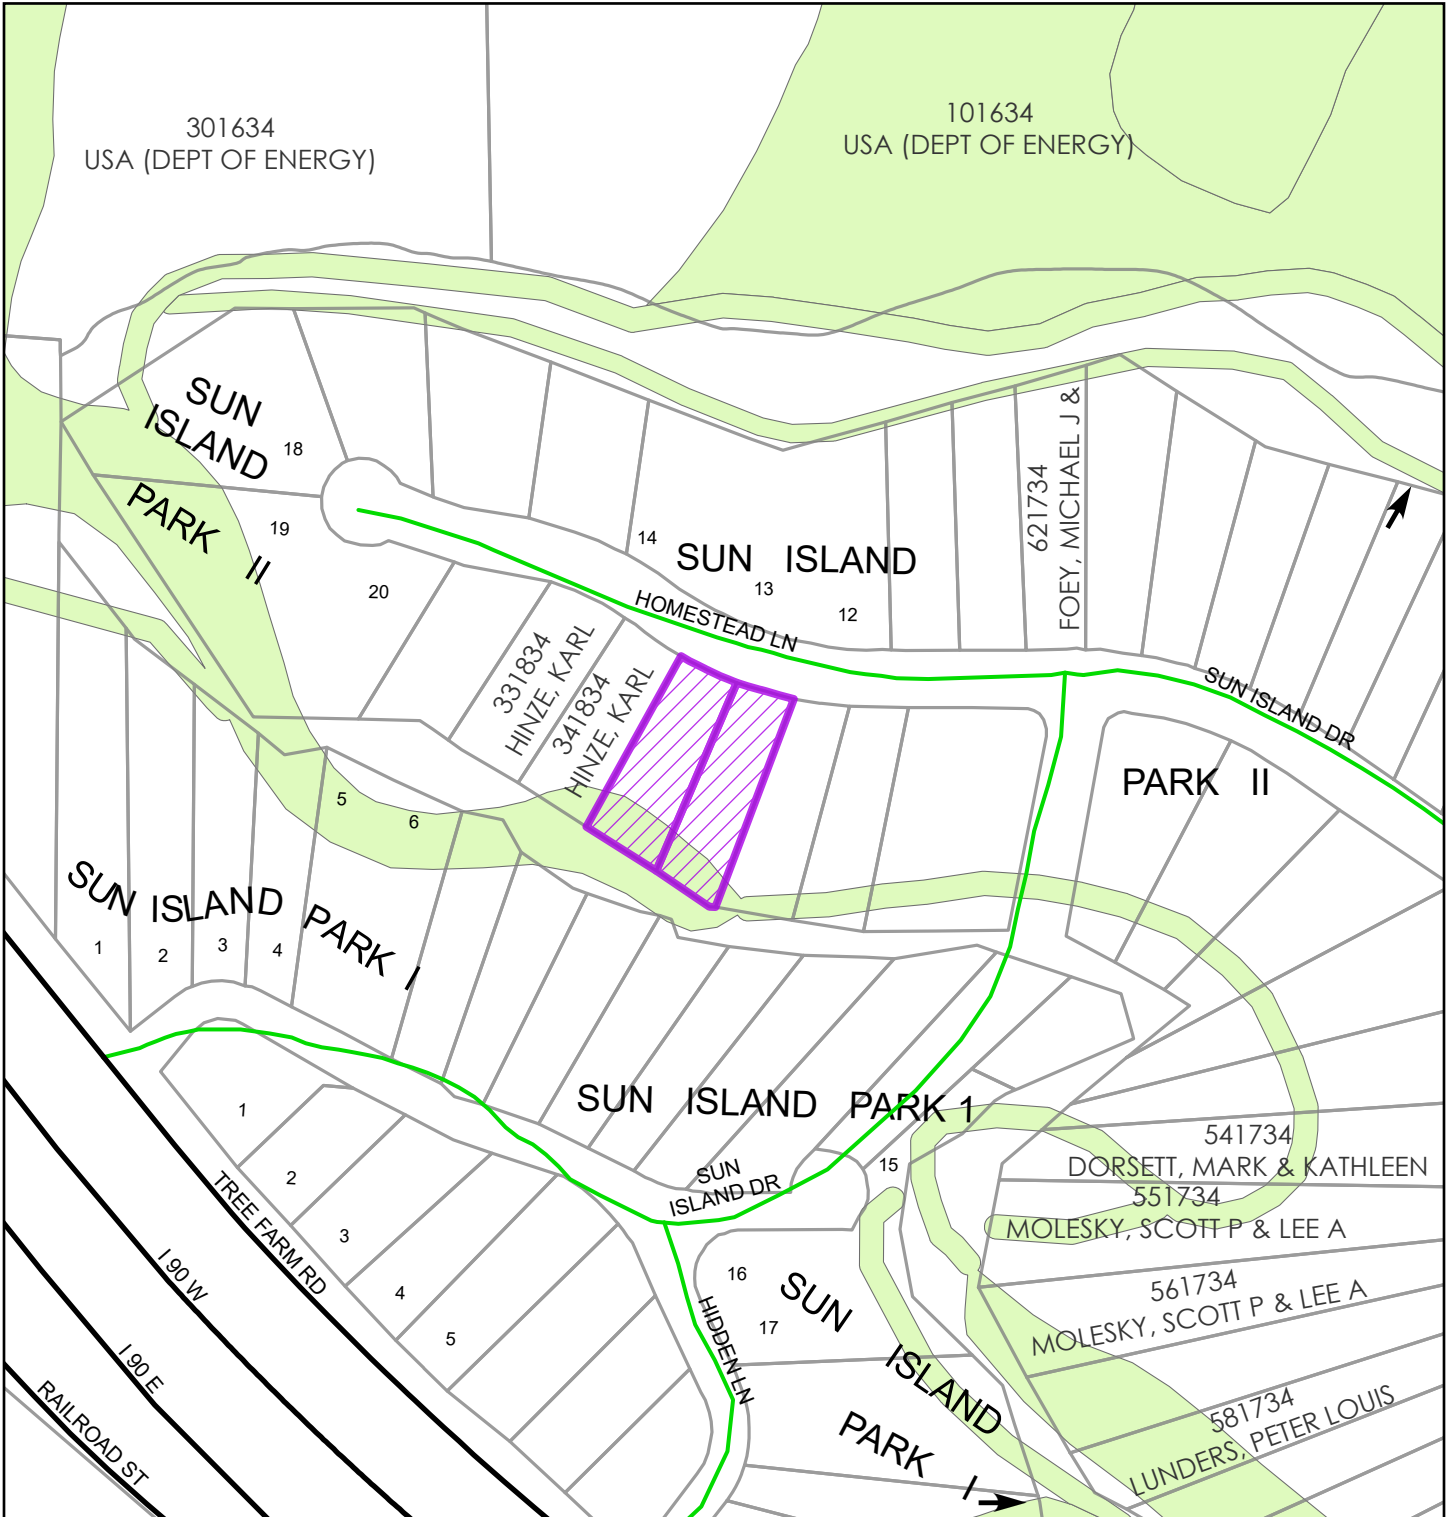 301634
USA (DEPT OF ENERGY)
101634
USA (DEPT OF ENERGY)
SUN
ISLAND
18
PARK II
19
20
14
SUN ISLAND
13
12
621734
FOEY, MICHAEL J &
HOMESTEAD LN
331834
HINZE, KARL
341834
HINZE, KARL
SUN ISLAND DR
PARK II
5
6
SUN ISLAND PARK I
1
2
3
4
SUN ISLAND PARK 1
1
2
3
4
5
SUN
ISLAND DR
15
541734
DORSETT, MARK & KATHLEEN
551734
MOLESKY, SCOTT P & LEE A
561734
MOLESKY, SCOTT P & LEE A
581734
LUNDERS, PETER LOUIS
16
17
SUN
ISLAND
PARK I
HIDDEN LN
TREE FARM RD
I 90 W
I 90 E
RAILROAD ST